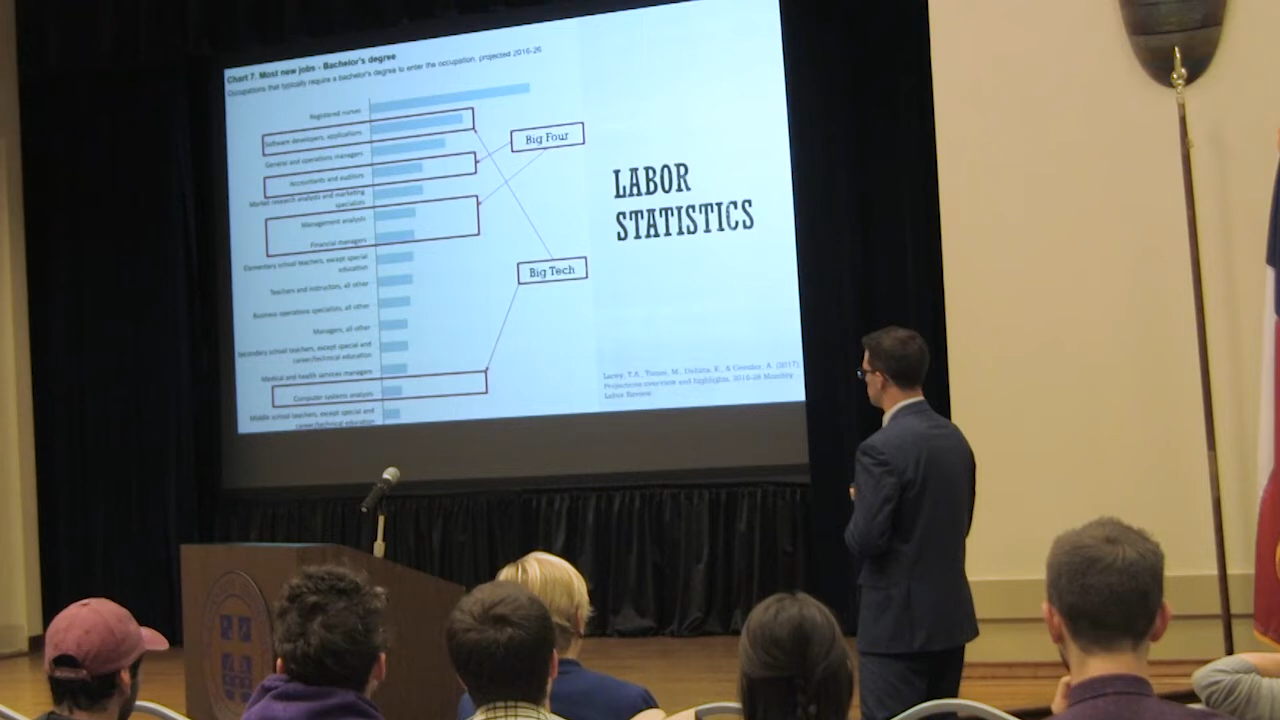 Chart 7. Most new jobs - Bachelor's degree
Occupations that typically require a bachelor's degree to enter the occupation, projected 2016-26
Registered nurses
Software developers, applications
General and operations managers
Accountants and auditors
Market research analysts and marketing
specialists
Management analysts
Financial managers
Elementary school teachers, except special
education
Teachers and instructors, all other
Business operations specialists, all other
Managers, all other
Secondary school teachers, except special and
career/technical education
Medical and health services managers
Computer systems analysts
Middle school teachers, except special and
career/technical education
Big Four
Big Tech
LABOR
STATISTICS
Lacey, T.A., Toossi, M., Dubina, K., & Gensler, A. (2017)
Projections overview and highlights, 2016-26 Monthly
Labor Review